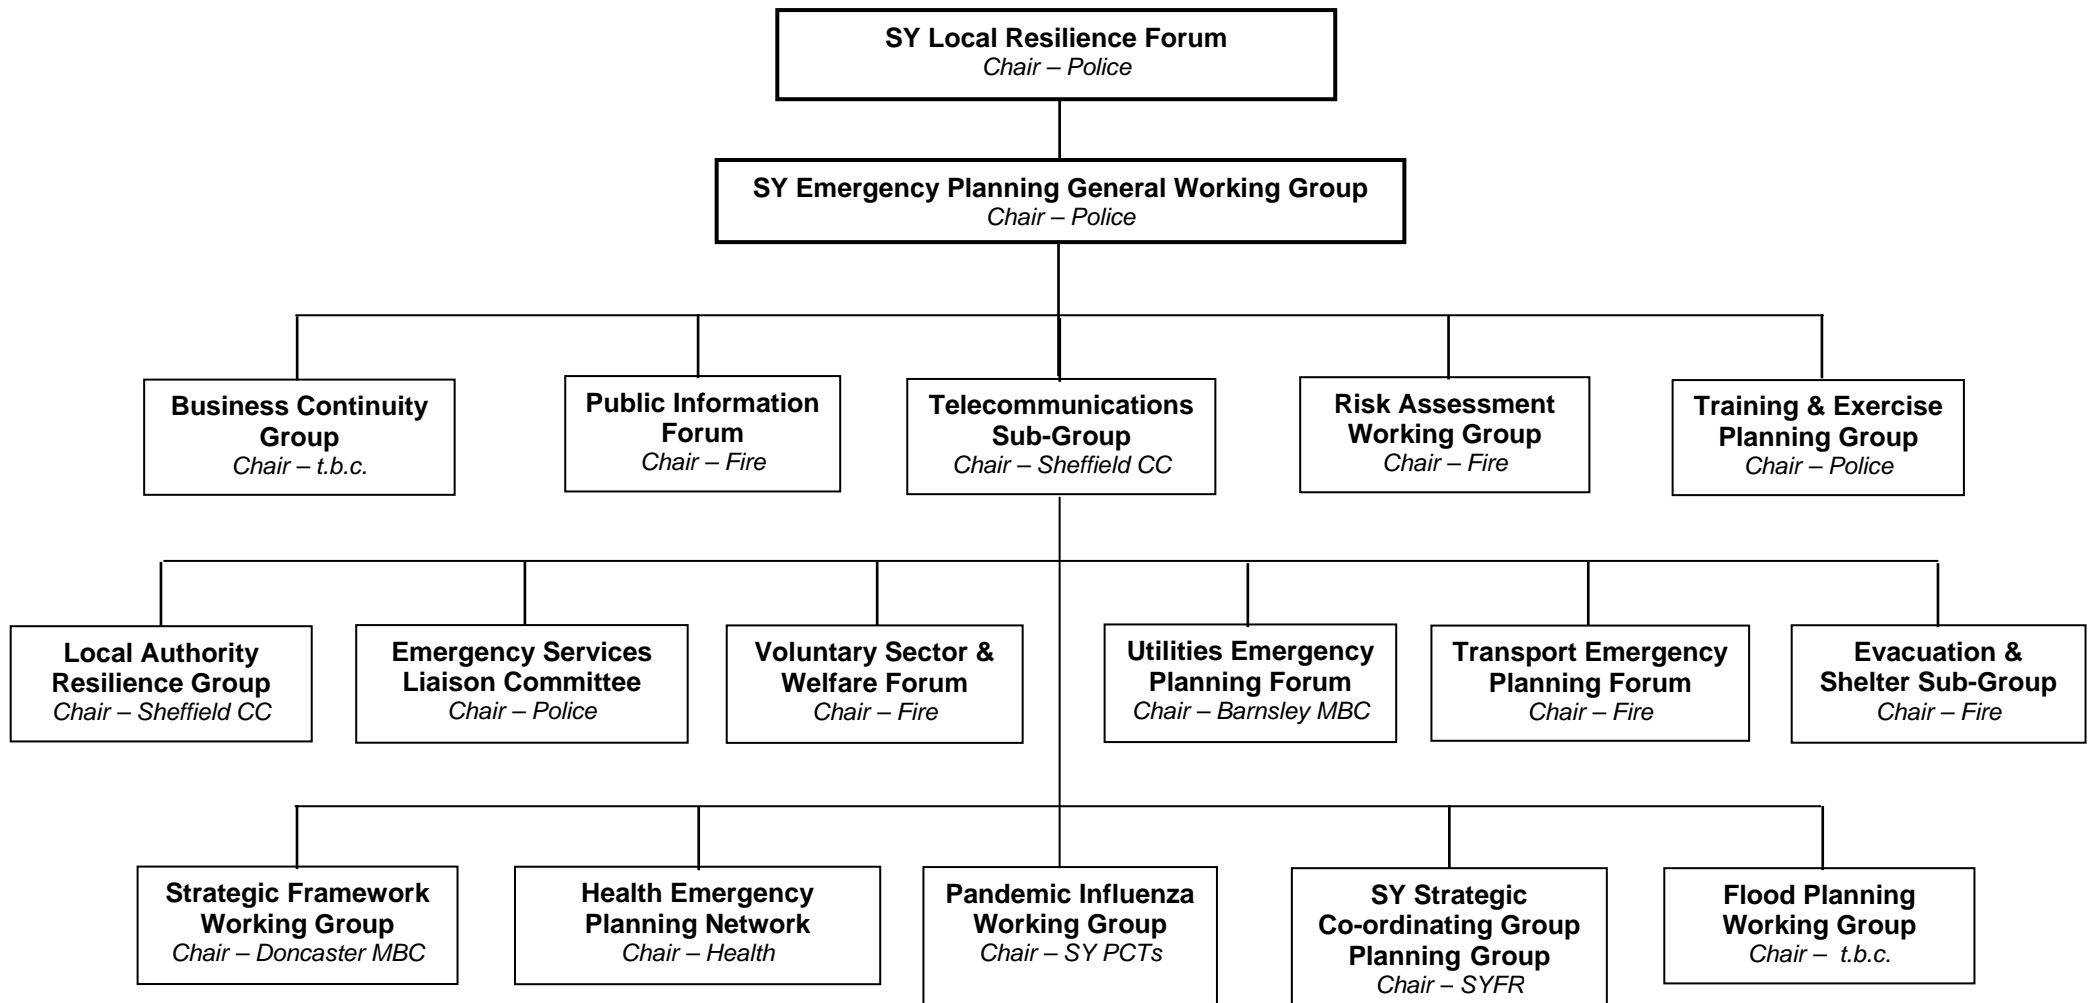 SY Local Resilience Forum
Chair – Police
SY Emergency Planning General Working Group
Chair – Police
Business Continuity
Group
Chair – t.b.c.
Public Information
Forum
Chair – Fire
Telecommunications
Sub-Group
Chair – Sheffield CC
Risk Assessment
Working Group
Chair – Fire
Training & Exercise
Planning Group
Chair – Police
Local Authority
Resilience Group
Chair – Sheffield CC
Emergency Services
Liaison Committee
Chair – Police
Voluntary Sector &
Welfare Forum
Chair – Fire
Utilities Emergency
Planning Forum
Chair – Barnsley MBC
Transport Emergency
Planning Forum
Chair – Fire
Evacuation &
Shelter Sub-Group
Chair – Fire
Strategic Framework
Working Group
Chair – Doncaster MBC
Health Emergency
Planning Network
Chair – Health
Pandemic Influenza
Working Group
Chair – SY PCTs
SY Strategic
Co-ordinating Group
Planning Group
Chair – SYFR
Flood Planning
Working Group
Chair – t.b.c.